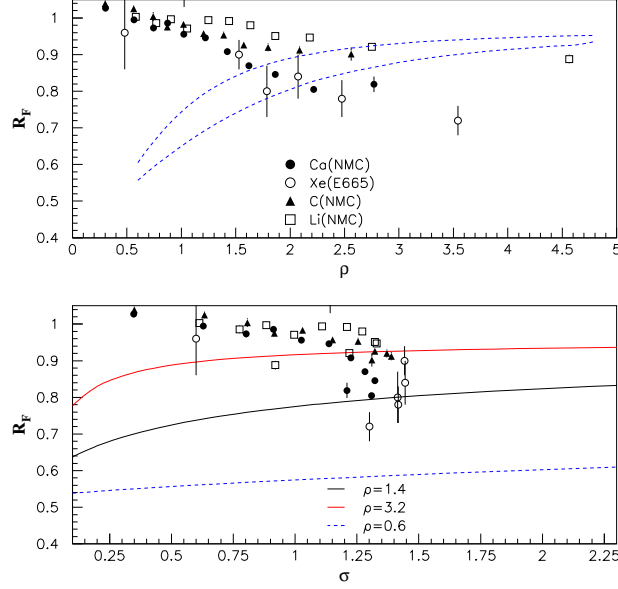 1
0.9
0.8
0.7
0.6
0.5
0.4
R_F
Ca(NMC)
Xe(E665)
C(NMC)
Li(NMC)
0 0.5 1 1.5 2 2.5 3 3.5 4 4.5 5
ρ
1
0.9
0.8
0.7
0.6
0.5
0.4
R_F
ρ=1.4
ρ=3.2
ρ=0.6
0.25 0.5 0.75 1 1.25 1.5 1.75 2 2.25
σ